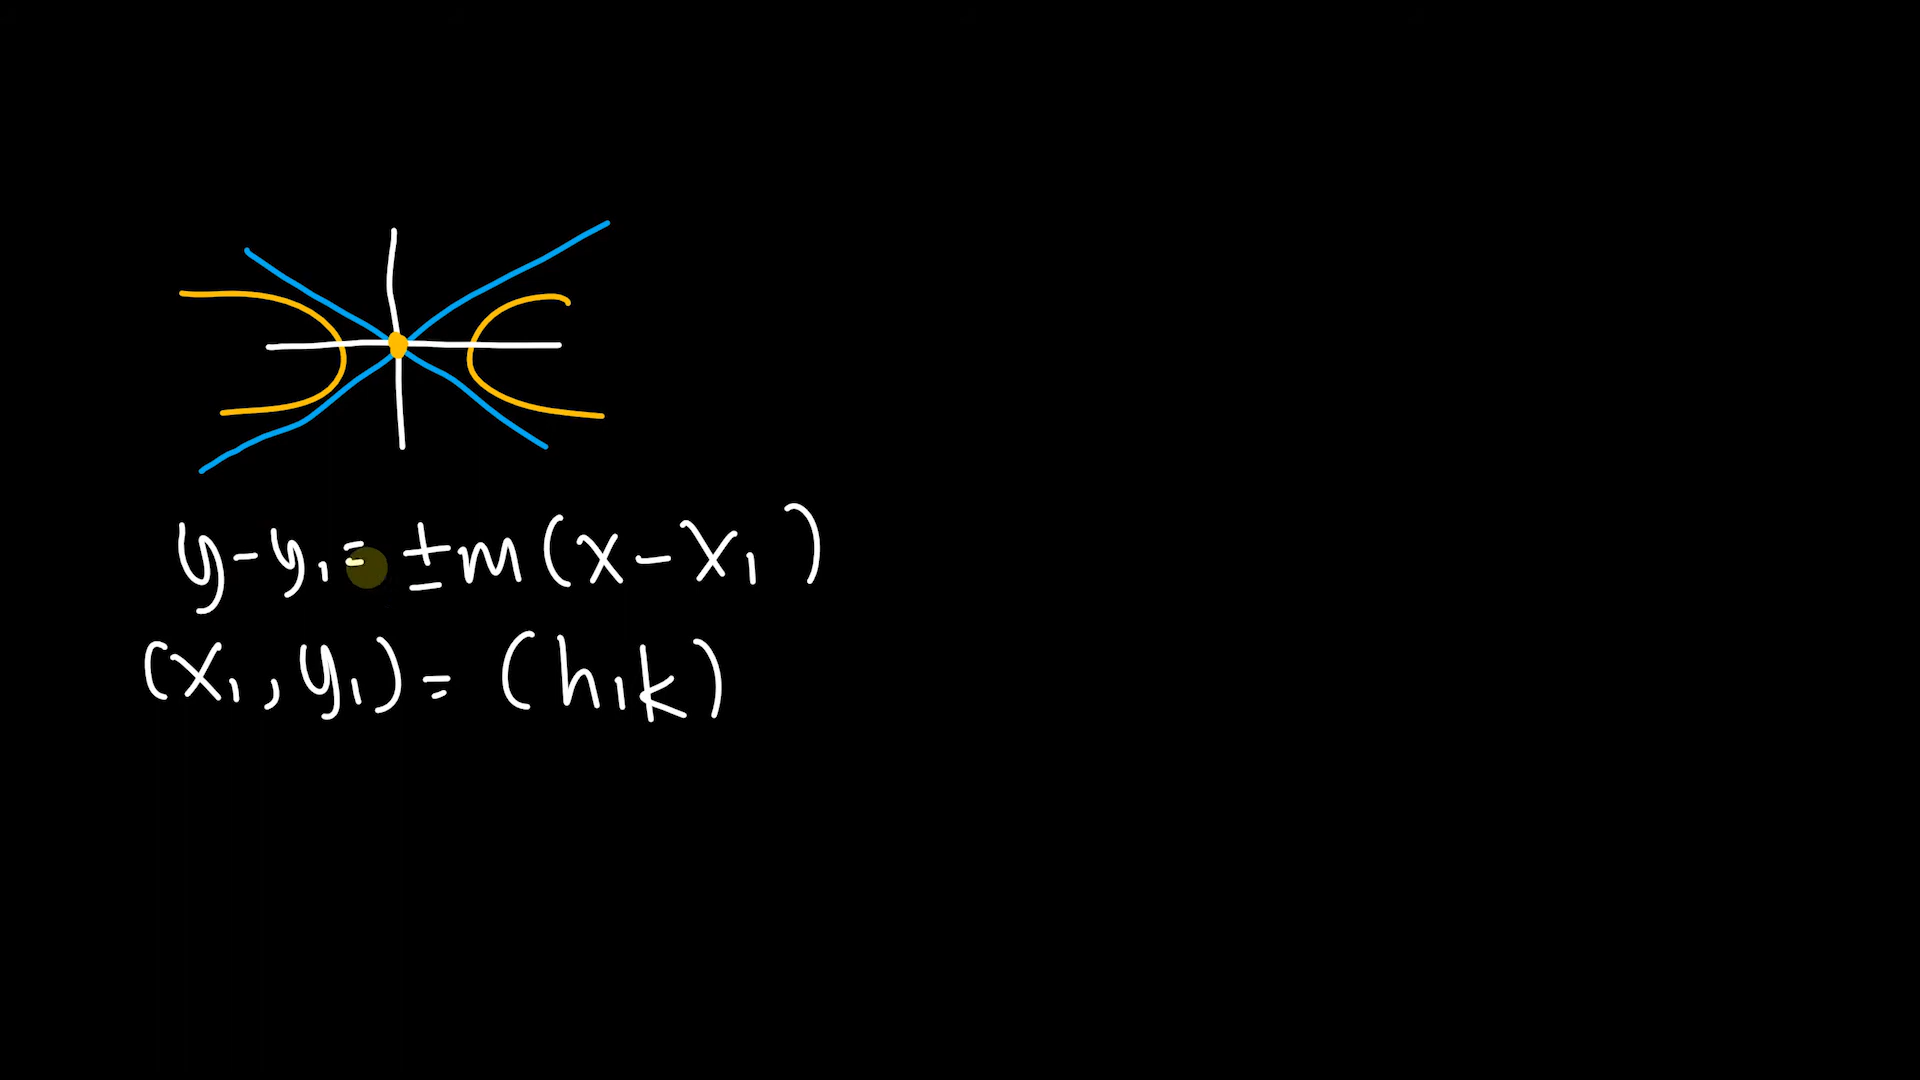 y-y₁= ±m(x-x₁)
(x₁,y₁)= (h,k)